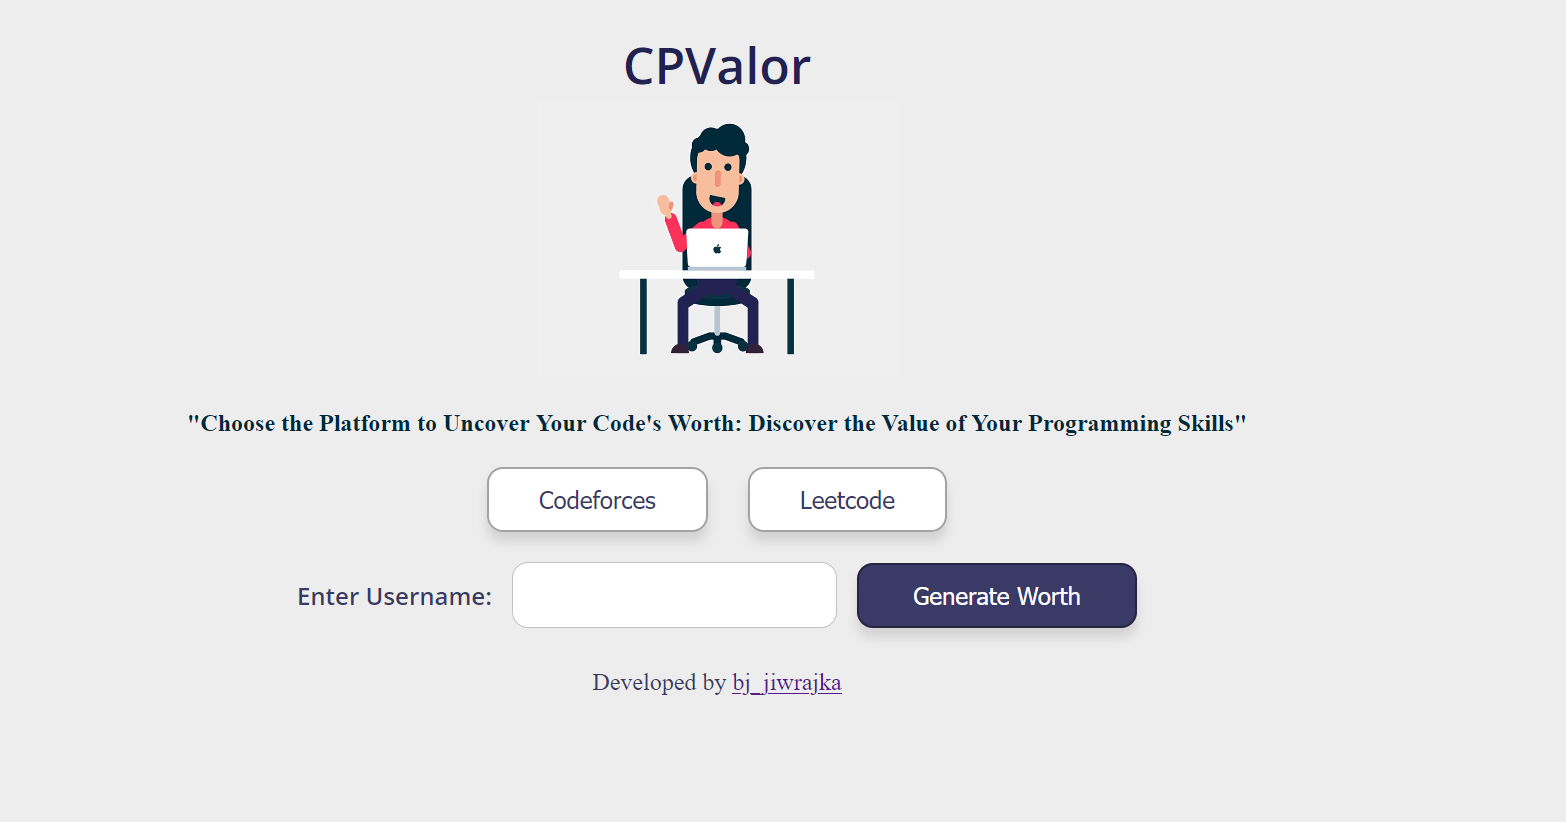 CPValor
"Choose the Platform to Uncover Your Code's Worth: Discover the Value of Your Programming Skills"
Codeforces Leetcode
Enter Username: Generate Worth
Developed by bj_jiwrajka